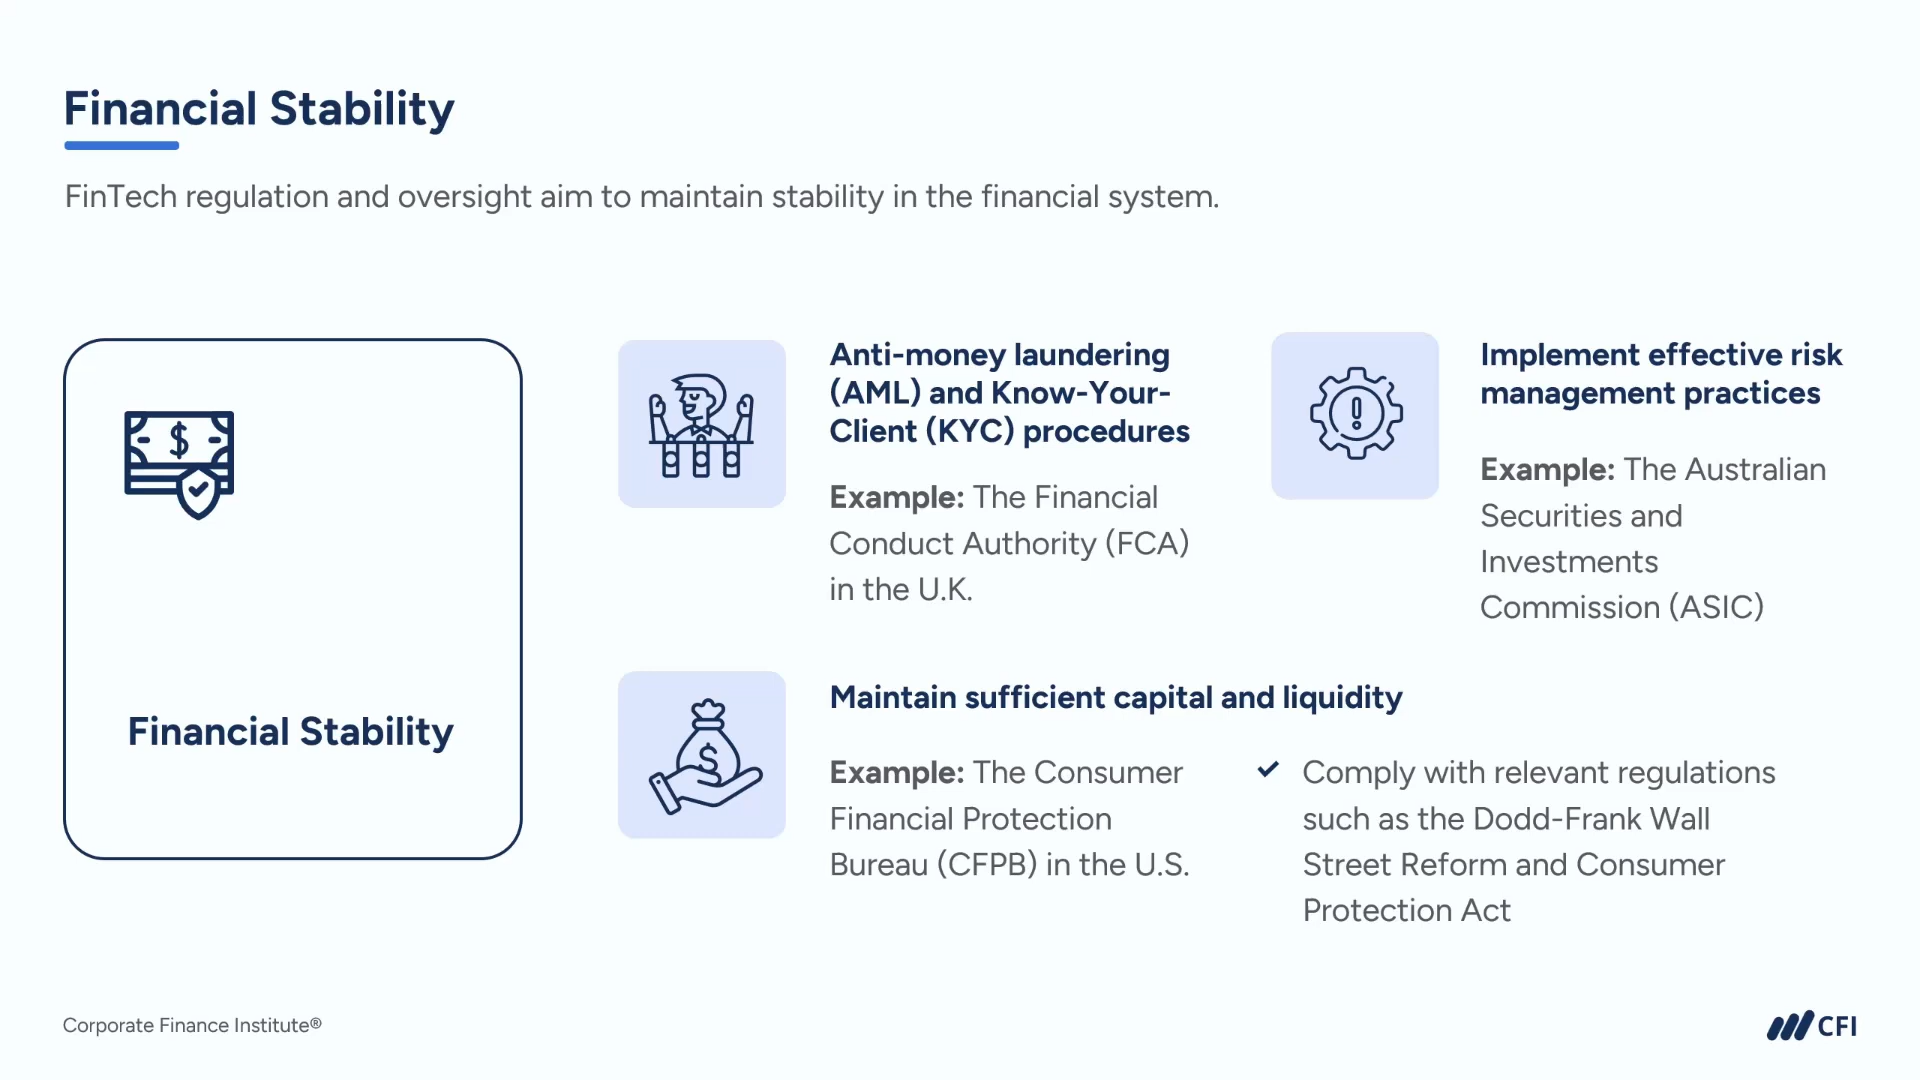 Financial Stability
FinTech regulation and oversight aim to maintain stability in the financial system.
$
Financial Stability
Anti-money laundering
(AML) and Know-Your-
Client (KYC) procedures
Example: The Financial
Conduct Authority (FCA)
in the U.K.
Implement effective risk
management practices
Example: The Australian
Securities and
Investments
Commission (ASIC)
$
Maintain sufficient capital and liquidity
Example: The Consumer
Financial Protection
Bureau (CFPB) in the U.S.
Comply with relevant regulations
such as the Dodd-Frank Wall
Street Reform and Consumer
Protection Act
Corporate Finance Institute®
CFI